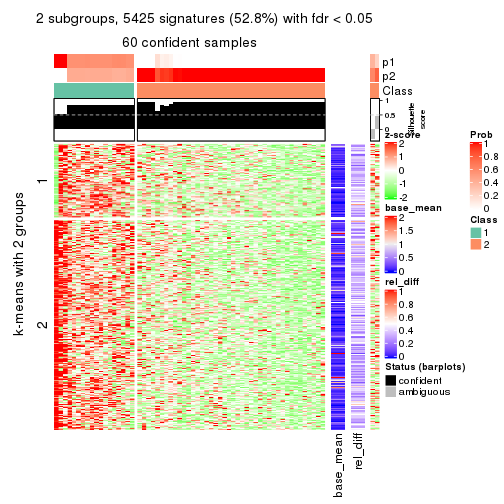 2 subgroups, 5425 signatures (52.8%) with fdr < 0.05
60 confident samples
p1
p2
Class
1
0.5
0
Silhouette
score
k-means with 2 groups
1
2
base_mean
rel_diff
z-score
2
1
0
-1
-2
base_mean
2
1.5
1
0.5
0
rel_diff
1
0.8
0.6
0.4
0.2
0
Status (barplots)
confident
ambiguous
Prob
1
0.8
0.6
0.4
0.2
0
Class
1
2